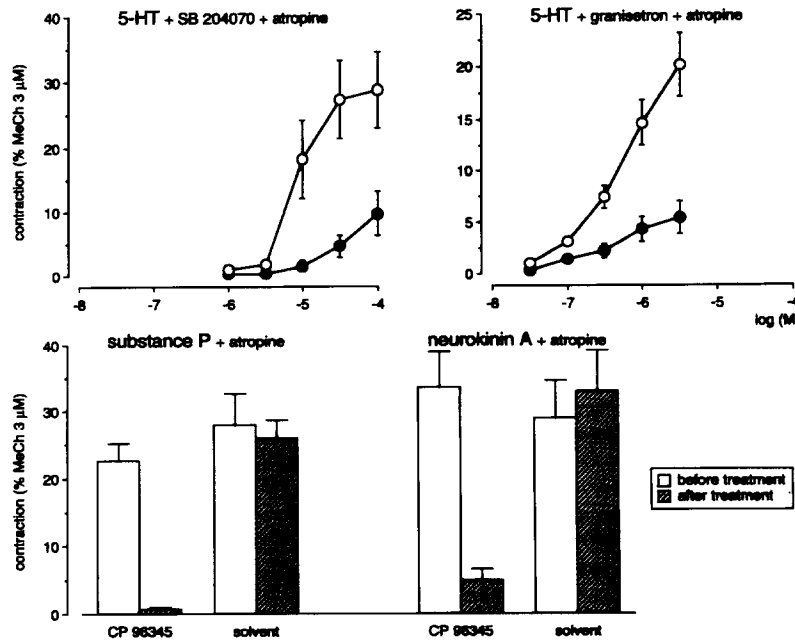 5-HT + SB 204070 + atropine
5-HT + granisetron + atropine
contraction (% MeCh 3 μM)
40
30
20
10
0
25
20
15
10
5
0
-8
-7
-6
-5
-4
-8
-7
-6
-5
-4
log (M
substance P + atropine
neurokinin A + atropine
contraction (% MeCh 3 μM)
40
30
20
10
0
before treatment
after treatment
CP 96345
solvent
CP 96345
solvent